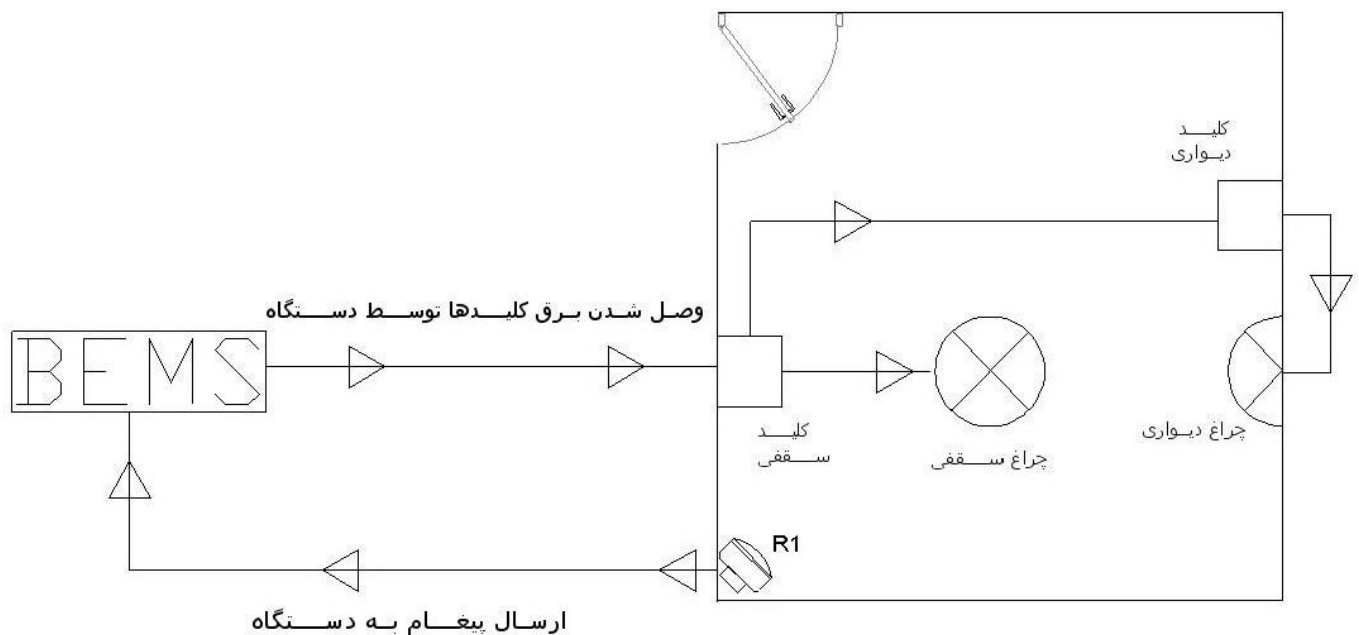 کلید
دیواری
وصل شدن برق کلیدها توسط دستگاه
BEMS
کلید
سقفی
چراغ سقفی
چراغ دیواری
R1
ارسال پیغام به دستگاه